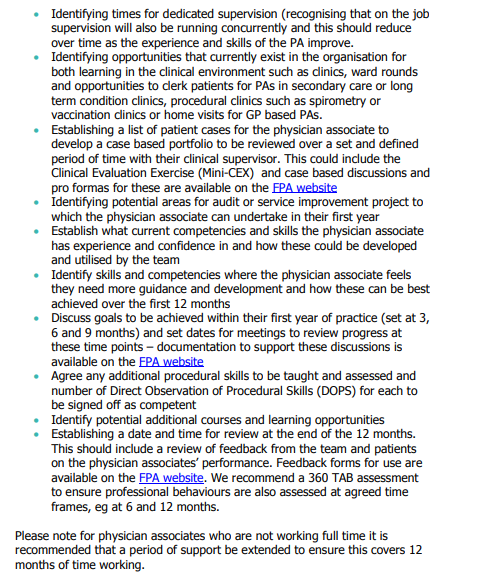 • Identifying times for dedicated supervision (recognising that on the job
supervision will also be running concurrently and this should reduce
over time as the experience and skills of the PA improve.
• Identifying opportunities that currently exist in the organisation for
both learning in the clinical environment such as clinics, ward rounds
and opportunities to clerk patients for PAs in secondary care or long
term condition clinics, procedural clinics such as spirometry or
vaccination clinics or home visits for GP based PAs.
• Establishing a list of patient cases for the physician associate to
develop a case based portfolio to be reviewed over a set and defined
period of time with their clinical supervisor. This could include the
Clinical Evaluation Exercise (Mini-CEX) and case based discussions and
pro formas for these are available on the FPA website
• Identifying potential areas for audit or service improvement project to
which the physician associate can undertake in their first year
• Establish what current competencies and skills the physician associate
has experience and confidence in and how these could be developed
and utilised by the team
• Identify skills and competencies where the physician associate feels
they need more guidance and development and how these can be best
achieved over the first 12 months
• Discuss goals to be achieved within their first year of practice (set at 3,
6 and 9 months) and set dates for meetings to review progress at
these time points – documentation to support these discussions is
available on the FPA website
• Agree any additional procedural skills to be taught and assessed and
number of Direct Observation of Procedural Skills (DOPS) for each to
be signed off as competent
• Identify potential additional courses and learning opportunities
• Establishing a date and time for review at the end of the 12 months.
This should include a review of feedback from the team and patients
on the physician associates' performance. Feedback forms for use are
available on the FPA website. We recommend a 360 TAB assessment
to ensure professional behaviours are also assessed at agreed time
frames, eg at 6 and 12 months.
Please note for physician associates who are not working full time it is
recommended that a period of support be extended to ensure this covers 12
months of time working.